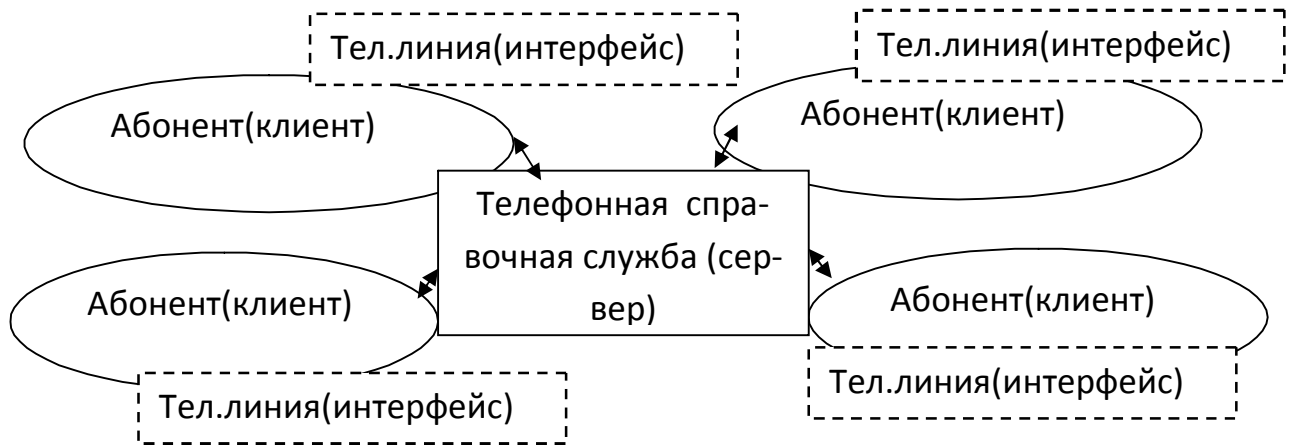 Тел.линия(интерфейс)
Тел.линия(интерфейс)
Абонент(клиент)
Абонент(клиент)
Телефонная спра-
вочная служба (сер-
вер)
Абонент(клиент)
Абонент(клиент)
Тел.линия(интерфейс)
Тел.линия(интерфейс)